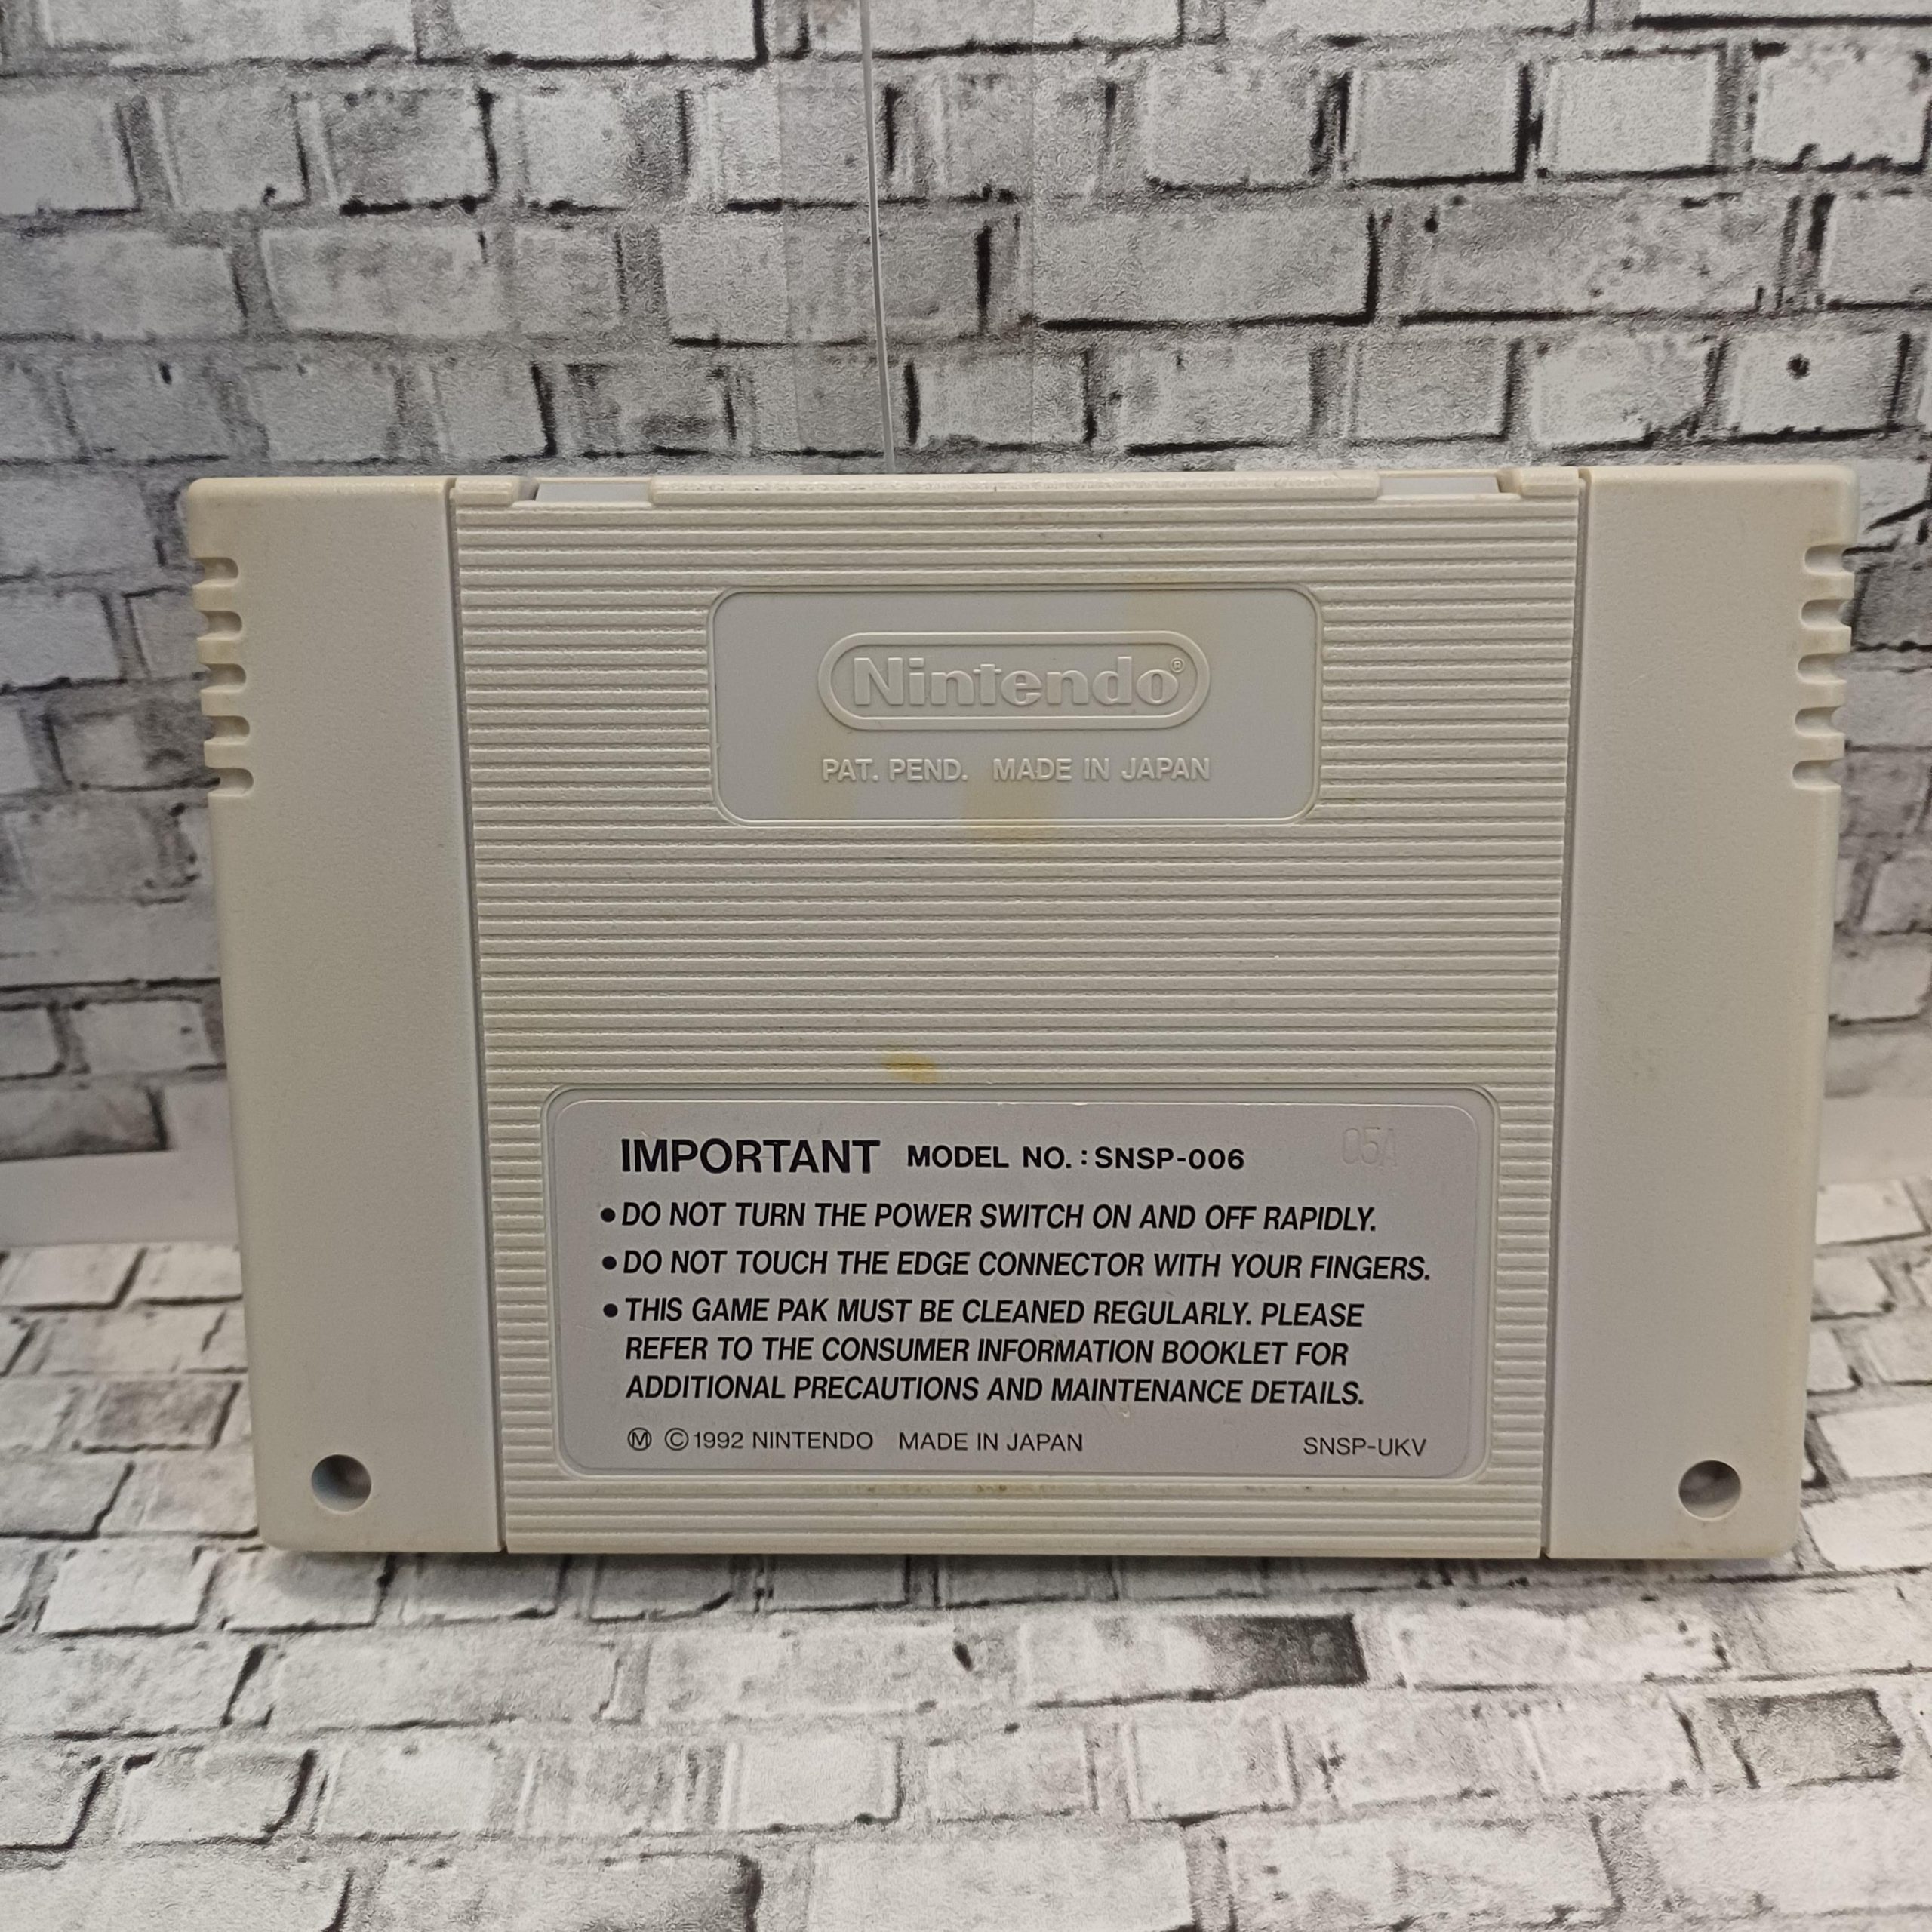 Nintendo®
PAT. PEND. MADE IN JAPAN
IMPORTANT MODEL NO. : SNSP-006 05A
•DO NOT TURN THE POWER SWITCH ON AND OFF RAPIDLY.
•DO NOT TOUCH THE EDGE CONNECTOR WITH YOUR FINGERS.
•THIS GAME PAK MUST BE CLEANED REGULARLY. PLEASE
REFER TO THE CONSUMER INFORMATION BOOKLET FOR
ADDITIONAL PRECAUTIONS AND MAINTENANCE DETAILS.
Ⓜ ©1992 NINTENDO MADE IN JAPAN SNSP-UKV